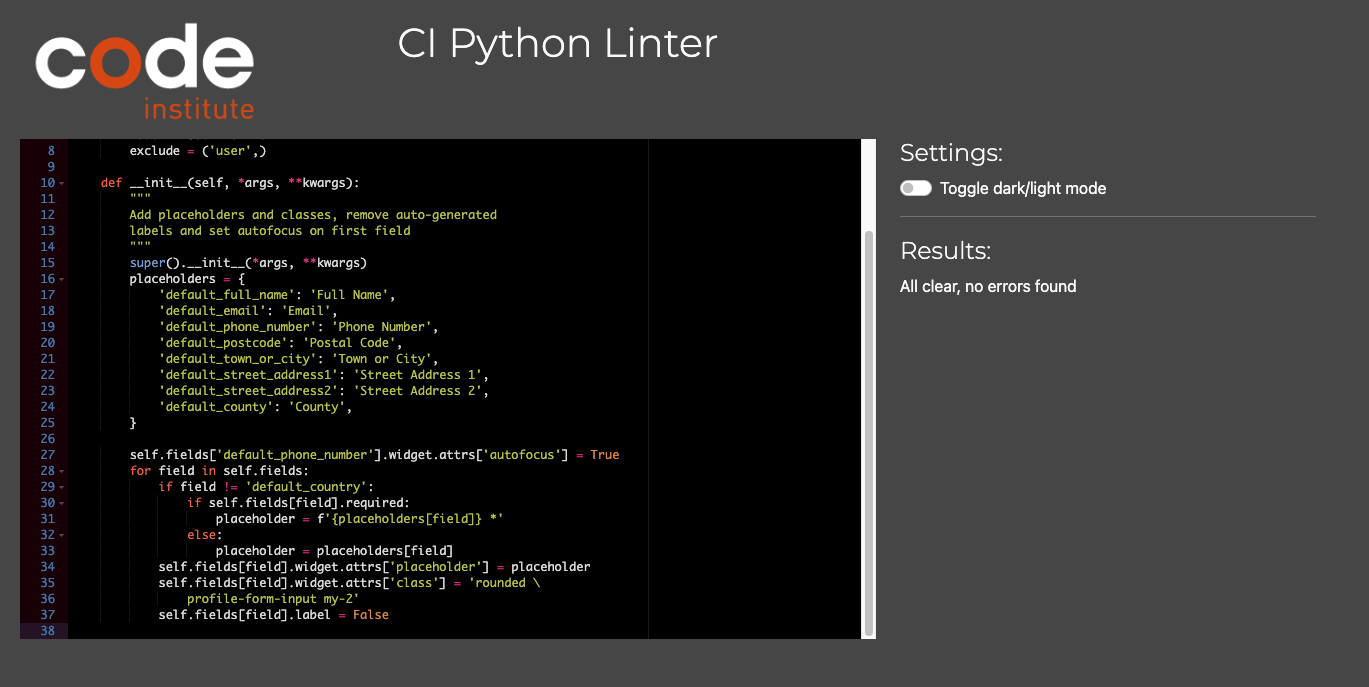 code
institute
CI Python Linter
8 exclude = ('user',)
9
10 def __init__(self, *args, **kwargs):
11 """
12 Add placeholders and classes, remove auto-generated
13 labels and set autofocus on first field
14 """
15 super().__init__(*args, **kwargs)
16 placeholders = {
17 'default_full_name': 'Full Name',
18 'default_email': 'Email',
19 'default_phone_number': 'Phone Number',
20 'default_postcode': 'Postal Code',
21 'default_town_or_city': 'Town or City',
22 'default_street_address1': 'Street Address 1',
23 'default_street_address2': 'Street Address 2',
24 'default_county': 'County',
25 }
26
27 self.fields['default_phone_number'].widget.attrs['autofocus'] = True
28 for field in self.fields:
29 if field != 'default_country':
30 if self.fields[field].required:
31 placeholder = f'{placeholders[field]} *'
32 else:
33 placeholder = placeholders[field]
34 self.fields[field].widget.attrs['placeholder'] = placeholder
35 self.fields[field].widget.attrs['class'] = 'rounded \
36 profile-form-input my-2'
37 self.fields[field].label = False
38
Settings:
Toggle dark/light mode
Results:
All clear, no errors found